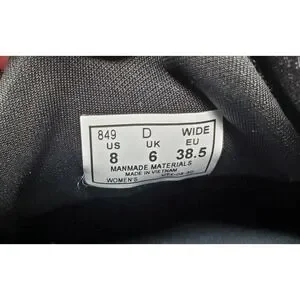 849 D WIDE
US UK EU
8 6 38.5
MANMADE MATERIALS
MADE IN VIETNAM
WOMEN'S